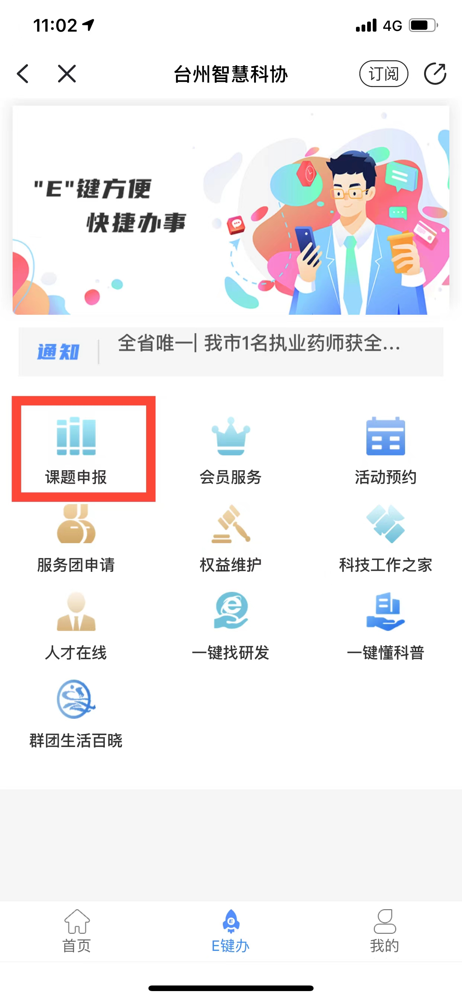 11:02
4G
台州智慧科协
订阅
"E"键方便
快捷办事
通知
全省唯一| 我市1名执业药师获全...
课题申报
会员服务
活动预约
服务团申请
权益维护
科技工作之家
人才在线
一键找研发
一键懂科普
群团生活百晓
首页
E键办
我的